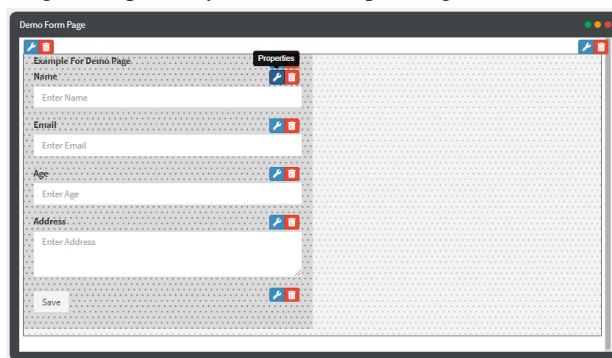 Demo Form Page
Example For Demo Page
Properties
Name
Enter Name
Email
Enter Email
Age
Enter Age
Address
Enter Address
Save